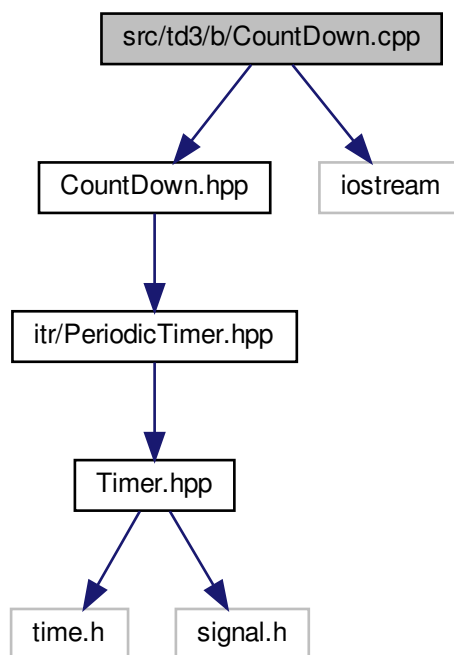 src/td3/b/CountDown.cpp
CountDown.hpp
iostream
itr/PeriodicTimer.hpp
Timer.hpp
time.h
signal.h